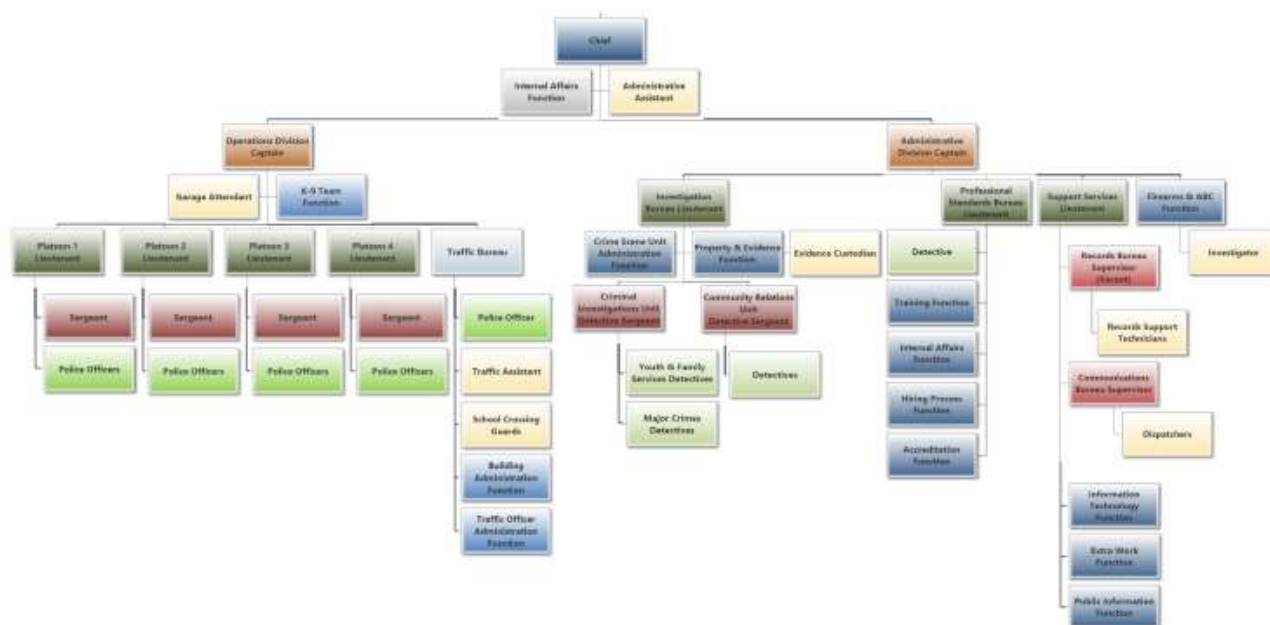 Chief
Internal Affairs
Function
Administrative
Assistant
Operations Division
Captain
Administrative
Division Captain
Garage Attendant
K-9 Team
Function
Investigation
Bureau Lieutenant
Professional
Standards Bureau
Lieutenant
Support Services
Lieutenant
Firearms & ABC
Function
Platoon 1
Lieutenant
Platoon 2
Lieutenant
Platoon 3
Lieutenant
Platoon 4
Lieutenant
Traffic Bureau
Crime Scene Unit
Administration
Function
Property & Evidence
Function
Evidence Custodian
Detective
Records Bureau
Supervisor
(Vacant)
Investigator
Sergeant
Sergeant
Sergeant
Sergeant
Police Officer
Criminal
Investigations Unit
Detective Sergeant
Community Relations
Unit
Detective Sergeant
Training Function
Records Support
Technicians
Police Officers
Police Officers
Police Officers
Police Officers
Traffic Assistant
Youth & Family
Services Detectives
Detectives
Internal Affairs
Function
Communications
Bureau Supervisor
School Crossing
Guards
Major Crimes
Detectives
Hiring Process
Function
Dispatchers
Building
Administration
Function
Accreditation
Function
Traffic Officer
Administration
Function
Information
Technology
Function
Extra Work
Function
Public Information
Function